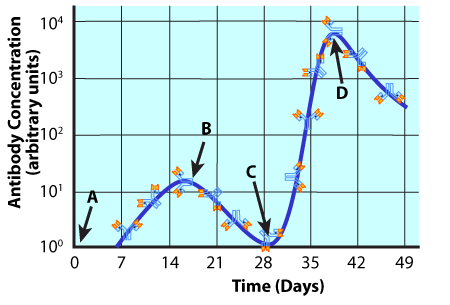 Antibody Concentration
(arbitrary units)
10⁴
10³
10²
10¹
10⁰
A
B
C
D
0 7 14 21 28 35 42 49
Time (Days)